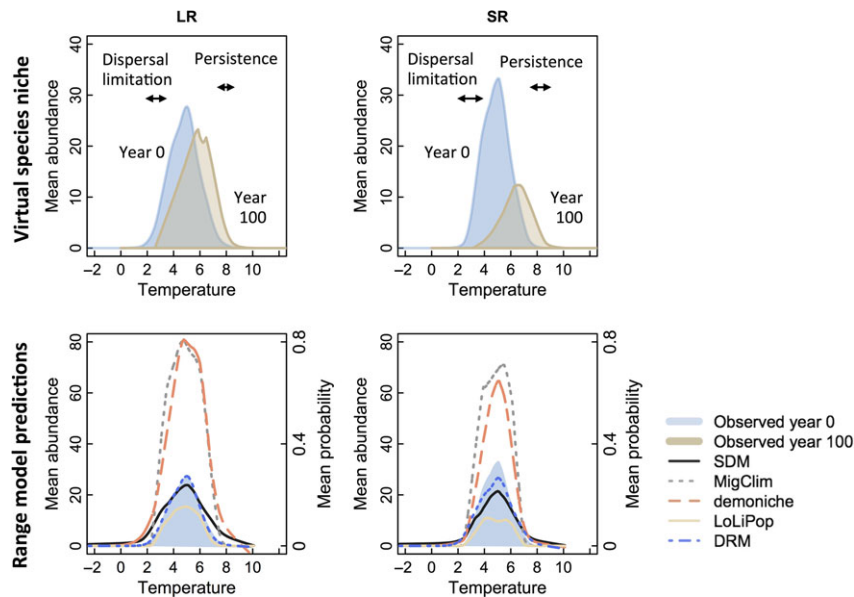 LR
SR
Virtual species niche
Mean abundance
40
30
20
10
0
Dispersal
limitation
Persistence
Year 0
Year
100
−2 0 2 4 6 8 10
Temperature
Mean abundance
40
30
20
10
0
Dispersal
limitation
Persistence
Year 0
Year
100
−2 0 2 4 6 8 10
Temperature
Range model predictions
Mean abundance
80
60
40
20
0
0.8
0.4
0
Mean probability
−2 0 2 4 6 8 10
Temperature
Mean abundance
80
60
40
20
0
0.8
0.4
0
Mean probability
−2 0 2 4 6 8 10
Temperature
Observed year 0
Observed year 100
SDM
MigClim
demoniche
LoLiPop
DRM